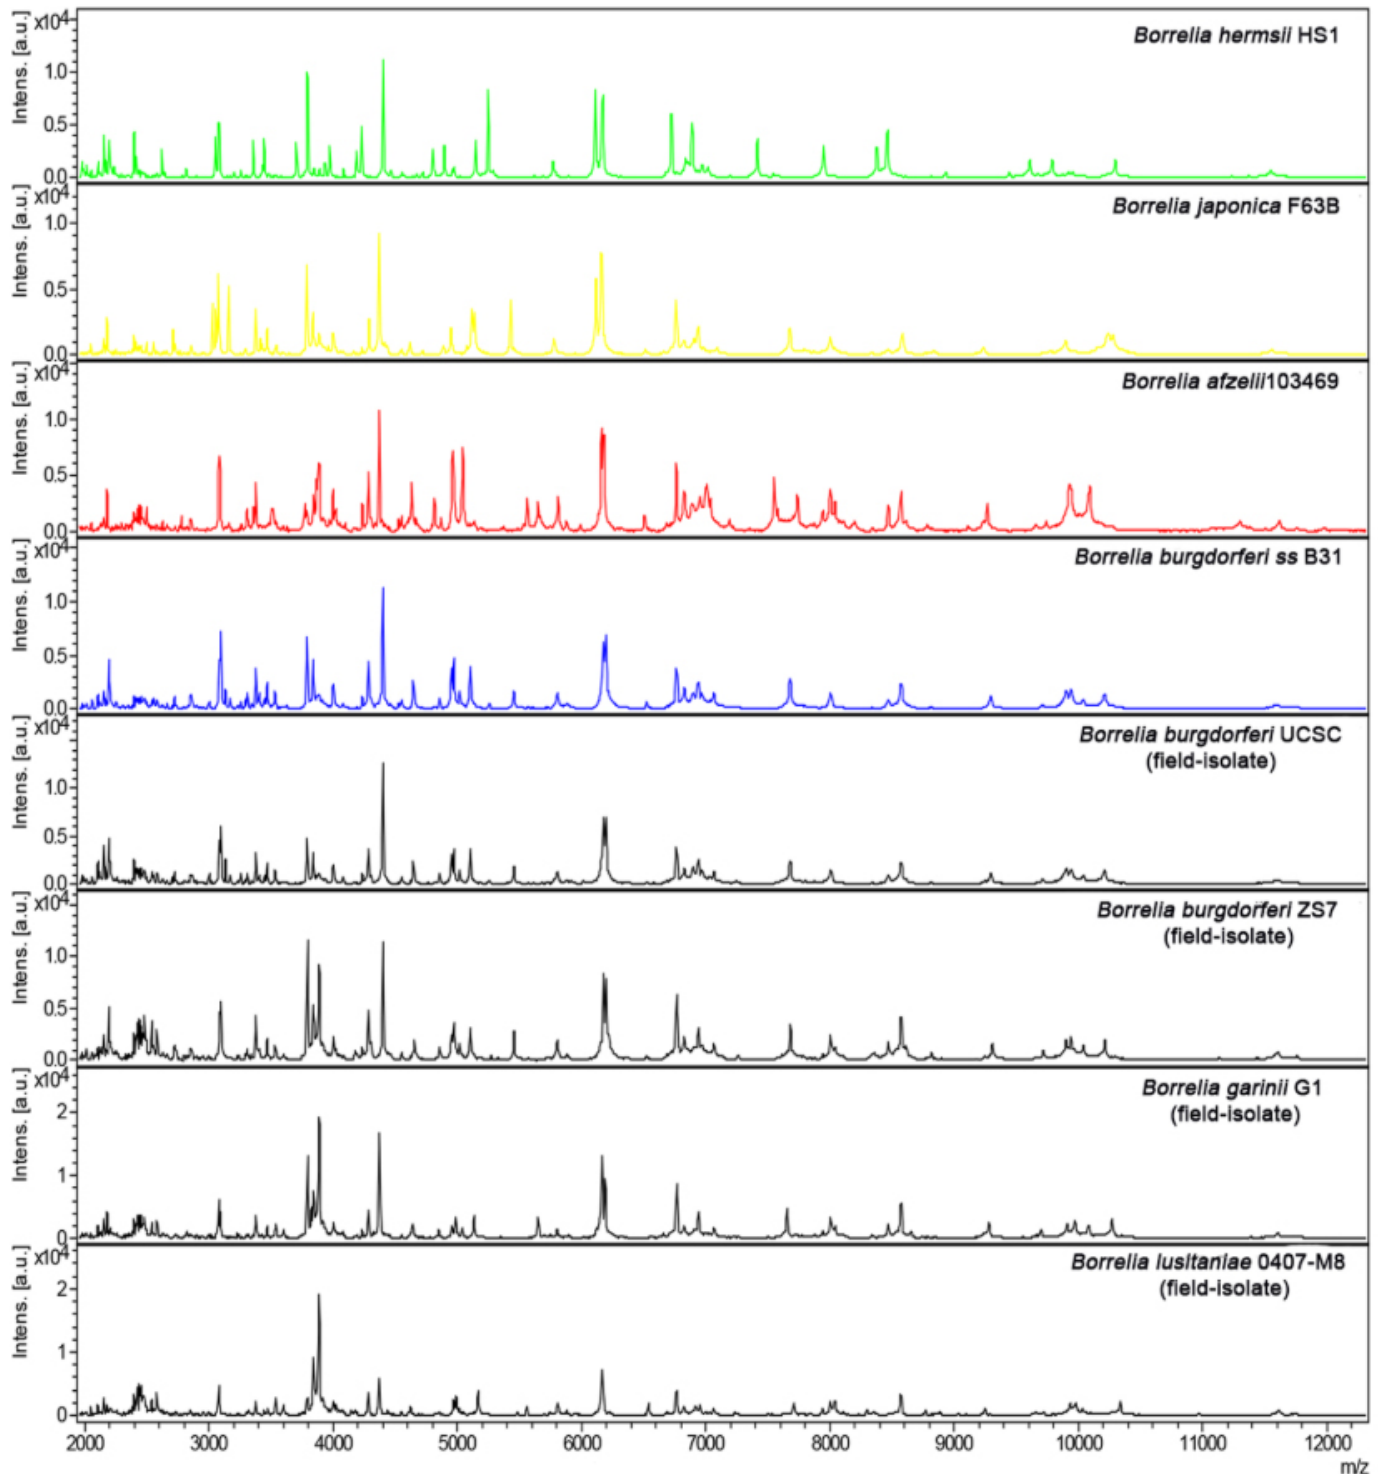 x10⁴
Intens. [a.u.]
1.0
0.5
0.0
Borrelia hermsii HS1
x10⁴
Intens. [a.u.]
1.0
0.5
0.0
Borrelia japonica F63B
x10⁴
Intens. [a.u.]
1.0
0.5
0.0
Borrelia afzelii103469
x10⁴
Intens. [a.u.]
1.0
0.5
0.0
Borrelia burgdorferi ss B31
x10⁴
Intens. [a.u.]
1.0
0.5
0.0
Borrelia burgdorferi UCSC
(field-isolate)
x10⁴
Intens. [a.u.]
1.0
0.5
0.0
Borrelia burgdorferi ZS7
(field-isolate)
x10⁴
Intens. [a.u.]
2
1
0
Borrelia garinii G1
(field-isolate)
x10⁴
Intens. [a.u.]
2
1
0
Borrelia lusitaniae 0407-M8
(field-isolate)
2000 3000 4000 5000 6000 7000 8000 9000 10000 11000 12000
m/z